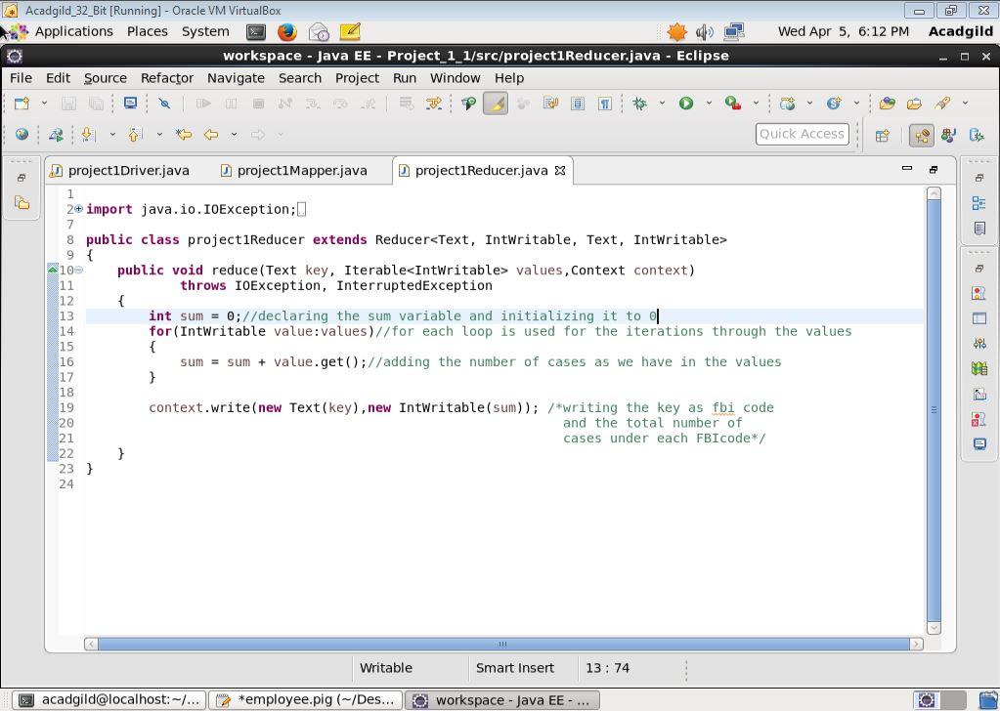 Acadgild_32_Bit [Running] - Oracle VM VirtualBox
Applications Places System Wed Apr 5, 6:12 PM Acadgild
workspace - Java EE - Project_1_1/src/project1Reducer.java - Eclipse
File Edit Source Refactor Navigate Search Project Run Window Help
Quick Access
project1Driver.java project1Mapper.java project1Reducer.java
1
2 import java.io.IOException;
7
8 public class project1Reducer extends Reducer<Text, IntWritable, Text, IntWritable>
9 {
10 public void reduce(Text key, Iterable<IntWritable> values,Context context)
11 throws IOException, InterruptedException
12 {
13 int sum = 0;//declaring the sum variable and initializing it to 0
14 for(IntWritable value:values)//for each loop is used for the iterations through the values
15 {
16 sum = sum + value.get();//adding the number of cases as we have in the values
17 }
18
19 context.write(new Text(key),new IntWritable(sum)); /*writing the key as fbi code
20 and the total number of
21 cases under each FBIcode*/
22 }
23 }
24
Writable Smart Insert 13 : 74
acadgild@localhost:~/... *employee.pig (~/Des... workspace - Java EE - ...